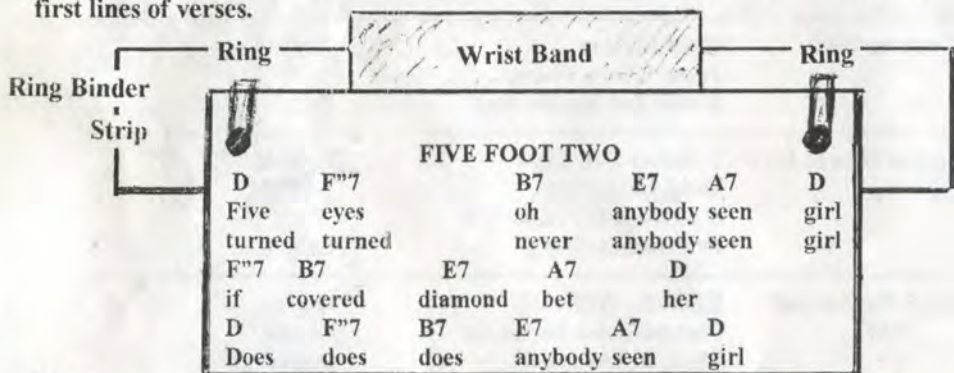 first lines of verses.
Ring Wrist Band Ring
Ring Binder
Strip
FIVE FOOT TWO
D F"7 B7 E7 A7 D
Five eyes oh anybody seen girl
turned turned never anybody seen girl
F"7 B7 E7 A7 D
if covered diamond bet her
D F"7 B7 E7 A7 D
Does does does anybody seen girl